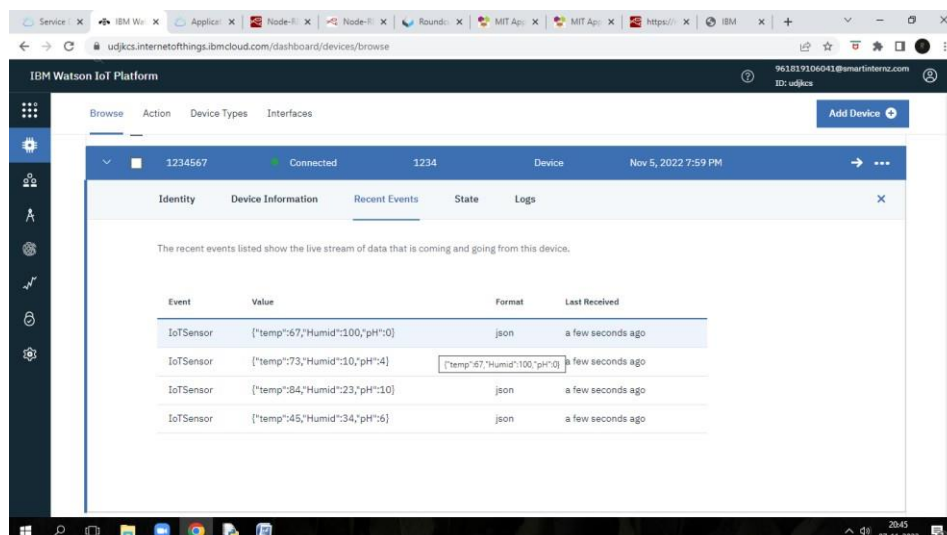 Service
IBM Wa
Applicat
Node-R
Node-R
MIT App
MIT App
https://
IBM
udjkcs.internetofthings.ibmcloud.com/dashboard/devices/browse
IBM Watson IoT Platform
961819106041@smartinternz.com
ID: udjkcs
Browse Action Device Types Interfaces
Add Device
1234567 Connected 1234 Device Nov 5, 2022 7:59 PM
Identity Device Information Recent Events State Logs
The recent events listed show the live stream of data that is coming and going from this device.
Event Value Format Last Received
IoTSensor {"temp":67,"Humid":100,"pH":0} json a few seconds ago
IoTSensor {"temp":73,"Humid":10,"pH":4} a few seconds ago
{"temp":67,"Humid":100,"pH":0}
IoTSensor {"temp":84,"Humid":23,"pH":10} json a few seconds ago
IoTSensor {"temp":45,"Humid":34,"pH":6} json a few seconds ago
20:45